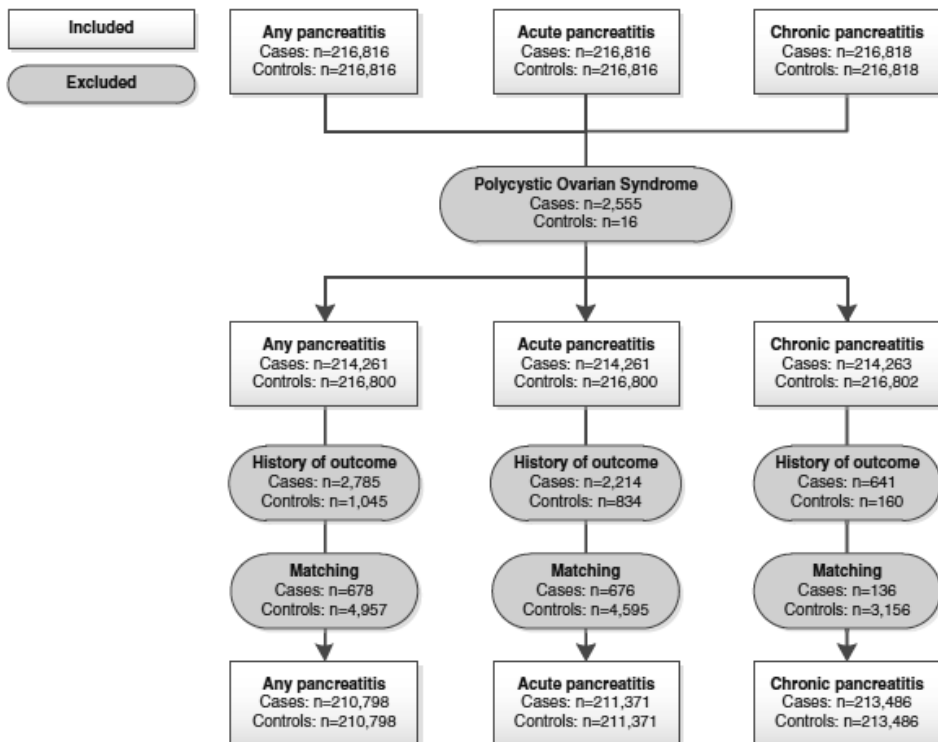 Included
Excluded
Any pancreatitis
Cases: n=216,816
Controls: n=216,816
Acute pancreatitis
Cases: n=216,816
Controls: n=216,816
Chronic pancreatitis
Cases: n=216,818
Controls: n=216,818
Polycystic Ovarian Syndrome
Cases: n=2,555
Controls: n=16
Any pancreatitis
Cases: n=214,261
Controls: n=216,800
Acute pancreatitis
Cases: n=214,261
Controls: n=216,800
Chronic pancreatitis
Cases: n=214,263
Controls: n=216,802
History of outcome
Cases: n=2,785
Controls: n=1,045
History of outcome
Cases: n=2,214
Controls: n=834
History of outcome
Cases: n=641
Controls: n=160
Matching
Cases: n=678
Controls: n=4,957
Matching
Cases: n=676
Controls: n=4,595
Matching
Cases: n=136
Controls: n=3,156
Any pancreatitis
Cases: n=210,798
Controls: n=210,798
Acute pancreatitis
Cases: n=211,371
Controls: n=211,371
Chronic pancreatitis
Cases: n=213,486
Controls: n=213,486